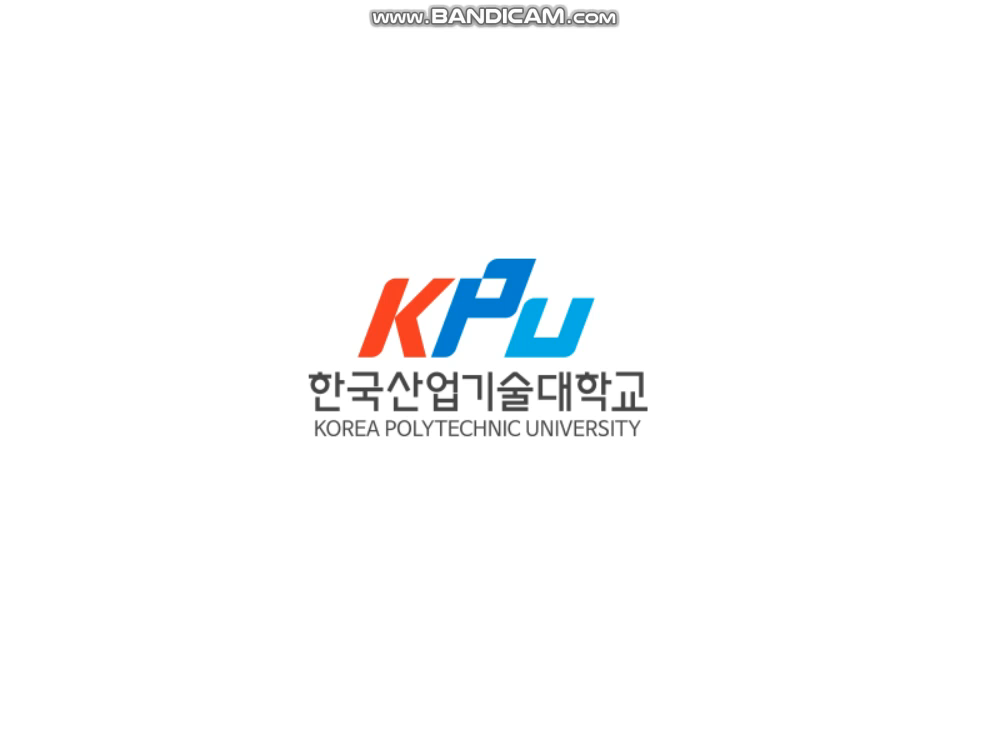 www.BANDICAM.com
KPU
한국산업기술대학교
KOREA POLYTECHNIC UNIVERSITY